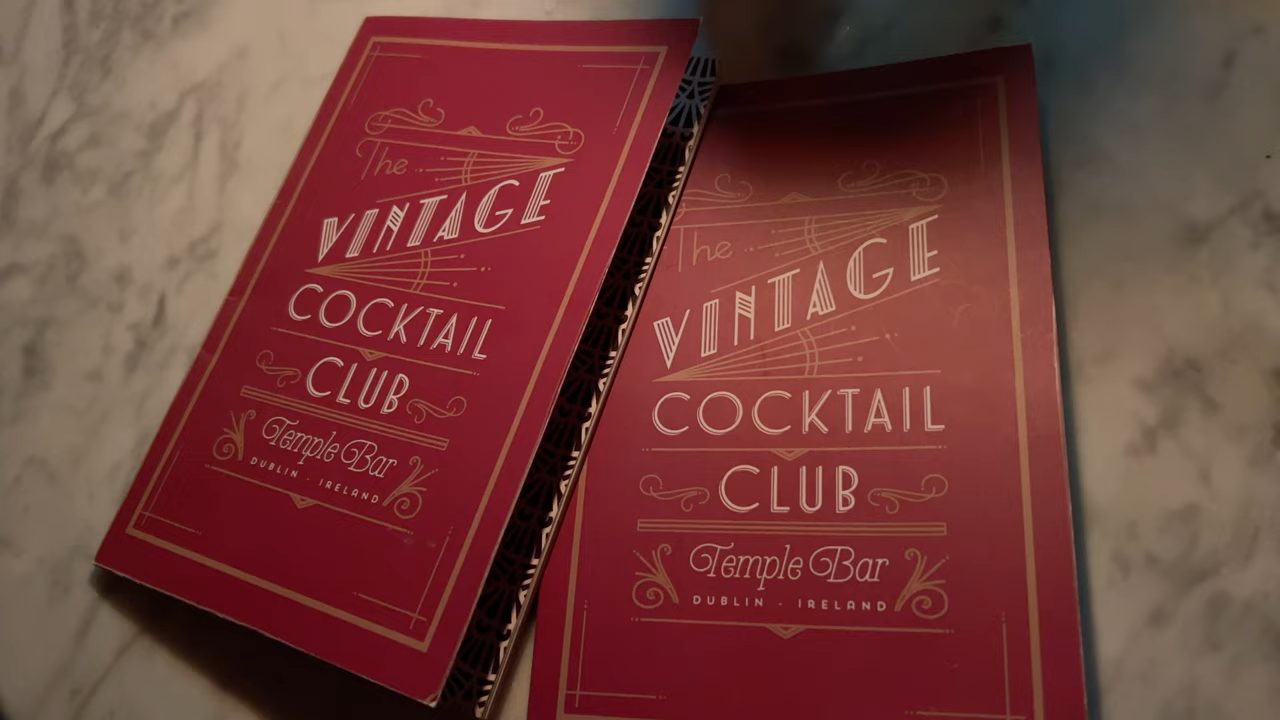 The
VINTAGE
COCKTAIL
CLUB
Temple Bar
DUBLIN - IRELAND
The
VINTAGE
COCKTAIL
CLUB
Temple Bar
DUBLIN - IRELAND